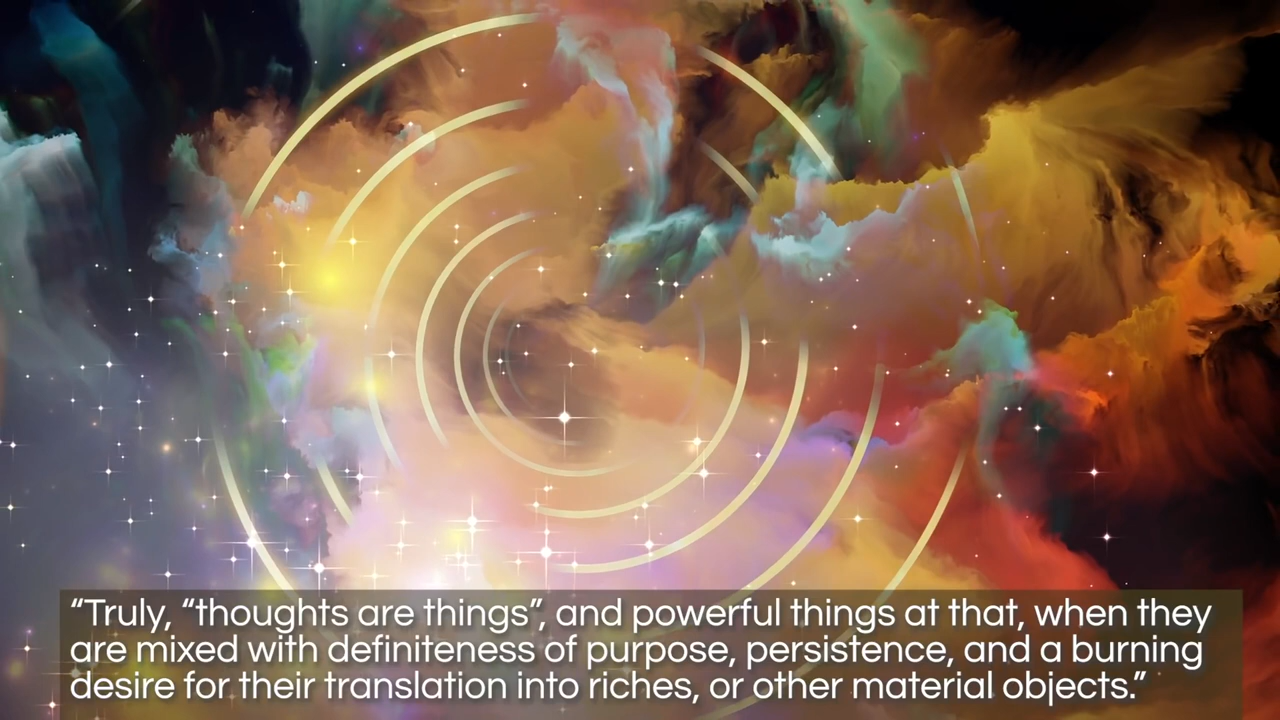 “Truly, “thoughts are things”, and powerful things at that, when they
are mixed with definiteness of purpose, persistence, and a burning
desire for their translation into riches, or other material objects.”